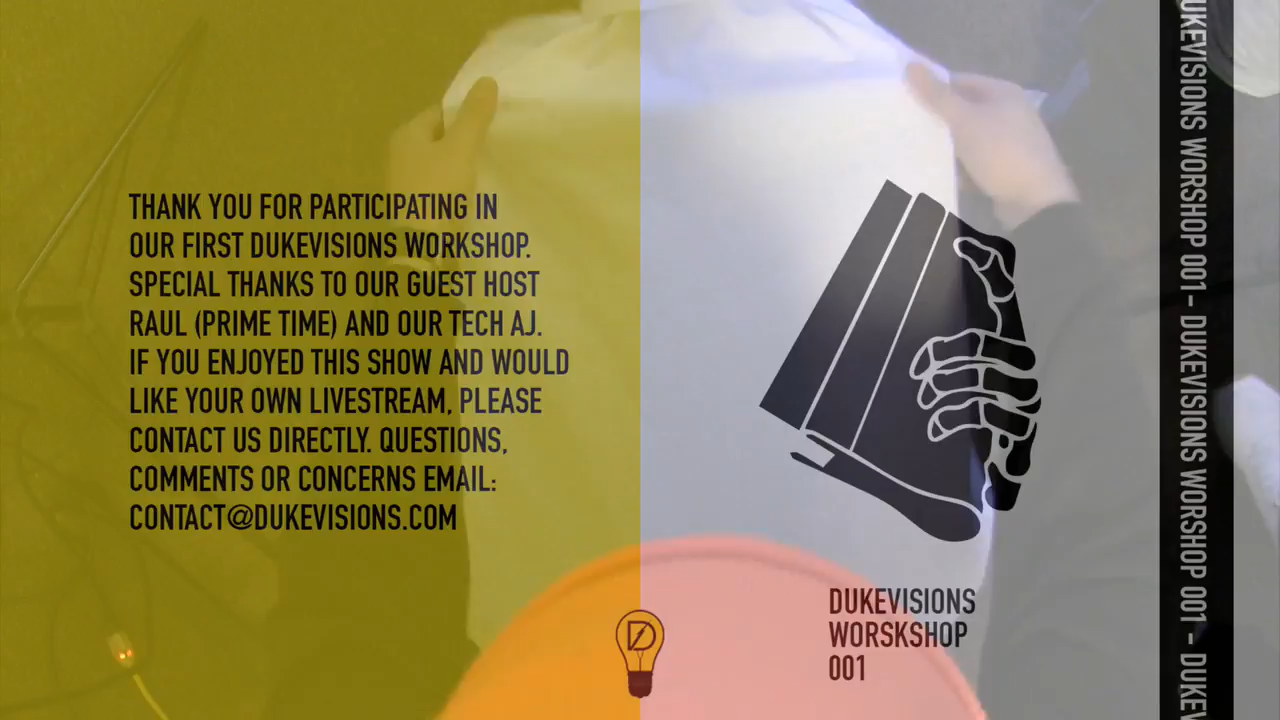 THANK YOU FOR PARTICIPATING IN
OUR FIRST DUKEVISIONS WORKSHOP.
SPECIAL THANKS TO OUR GUEST HOST
RAUL (PRIME TIME) AND OUR TECH AJ.
IF YOU ENJOYED THIS SHOW AND WOULD
LIKE YOUR OWN LIVESTREAM, PLEASE
CONTACT US DIRECTLY. QUESTIONS,
COMMENTS OR CONCERNS EMAIL:
CONTACT@DUKEVISIONS.COM
D
DUKEVISIONS
WORSKSHOP
001
DUKEVISIONS WORSHOP 001- DUKEVISIONS WORSHOP 001 - DUKEV